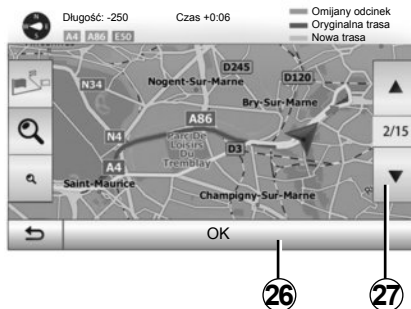 Długość: -250 Czas +0:06
Omijany odcinek
Oryginalna trasa
Nowa trasa
A4 A86 E50
D245
D120
N34
Nogent-Sur-Marne
Bry-Sur-Marne
A86
2/15
N4
Parc De
Loisirs
Du
Tremblay
D3
A4
Saint-Maurice
Champigny-Sur-Marne
OK
26
27